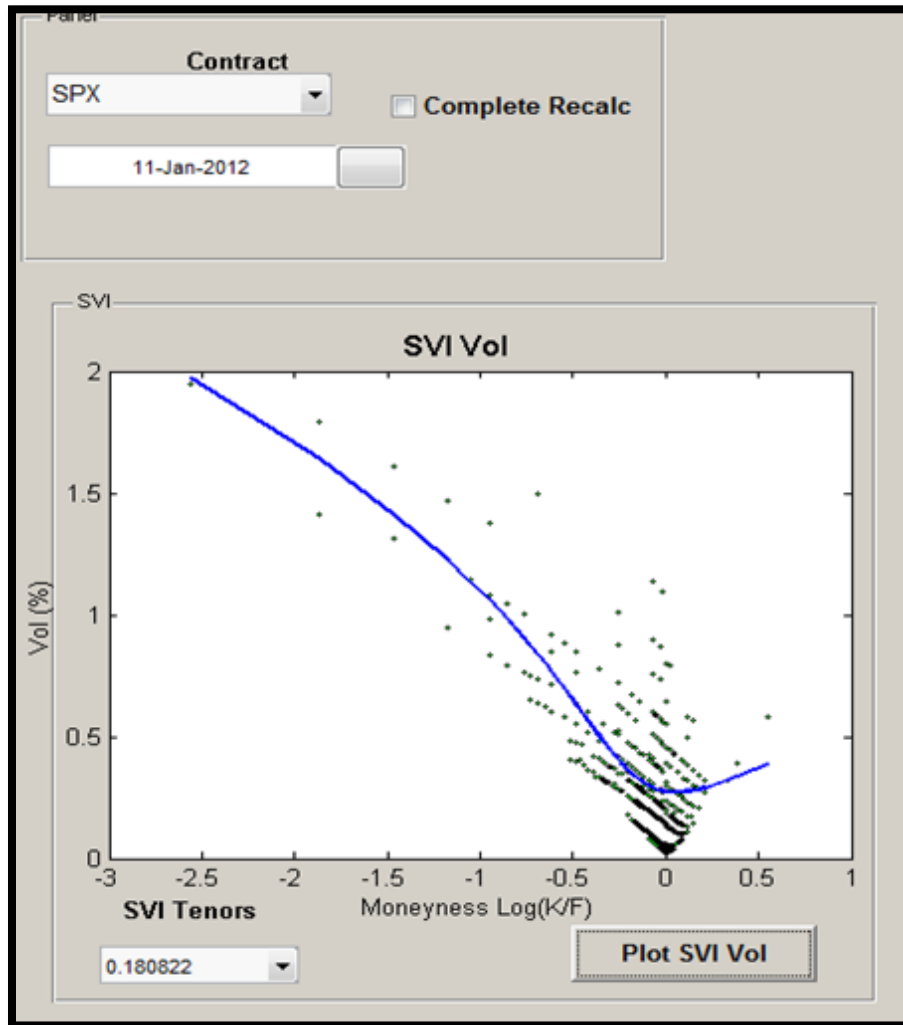 Panel
Contract
SPX
Complete Recalc
11-Jan-2012
SVI
SVI Vol
Vol (%)
2
1.5
1
0.5
0
-3 -2.5 -2 -1.5 -1 -0.5 0 0.5 1
SVI Tenors
Moneyness Log(K/F)
0.180822
Plot SVI Vol